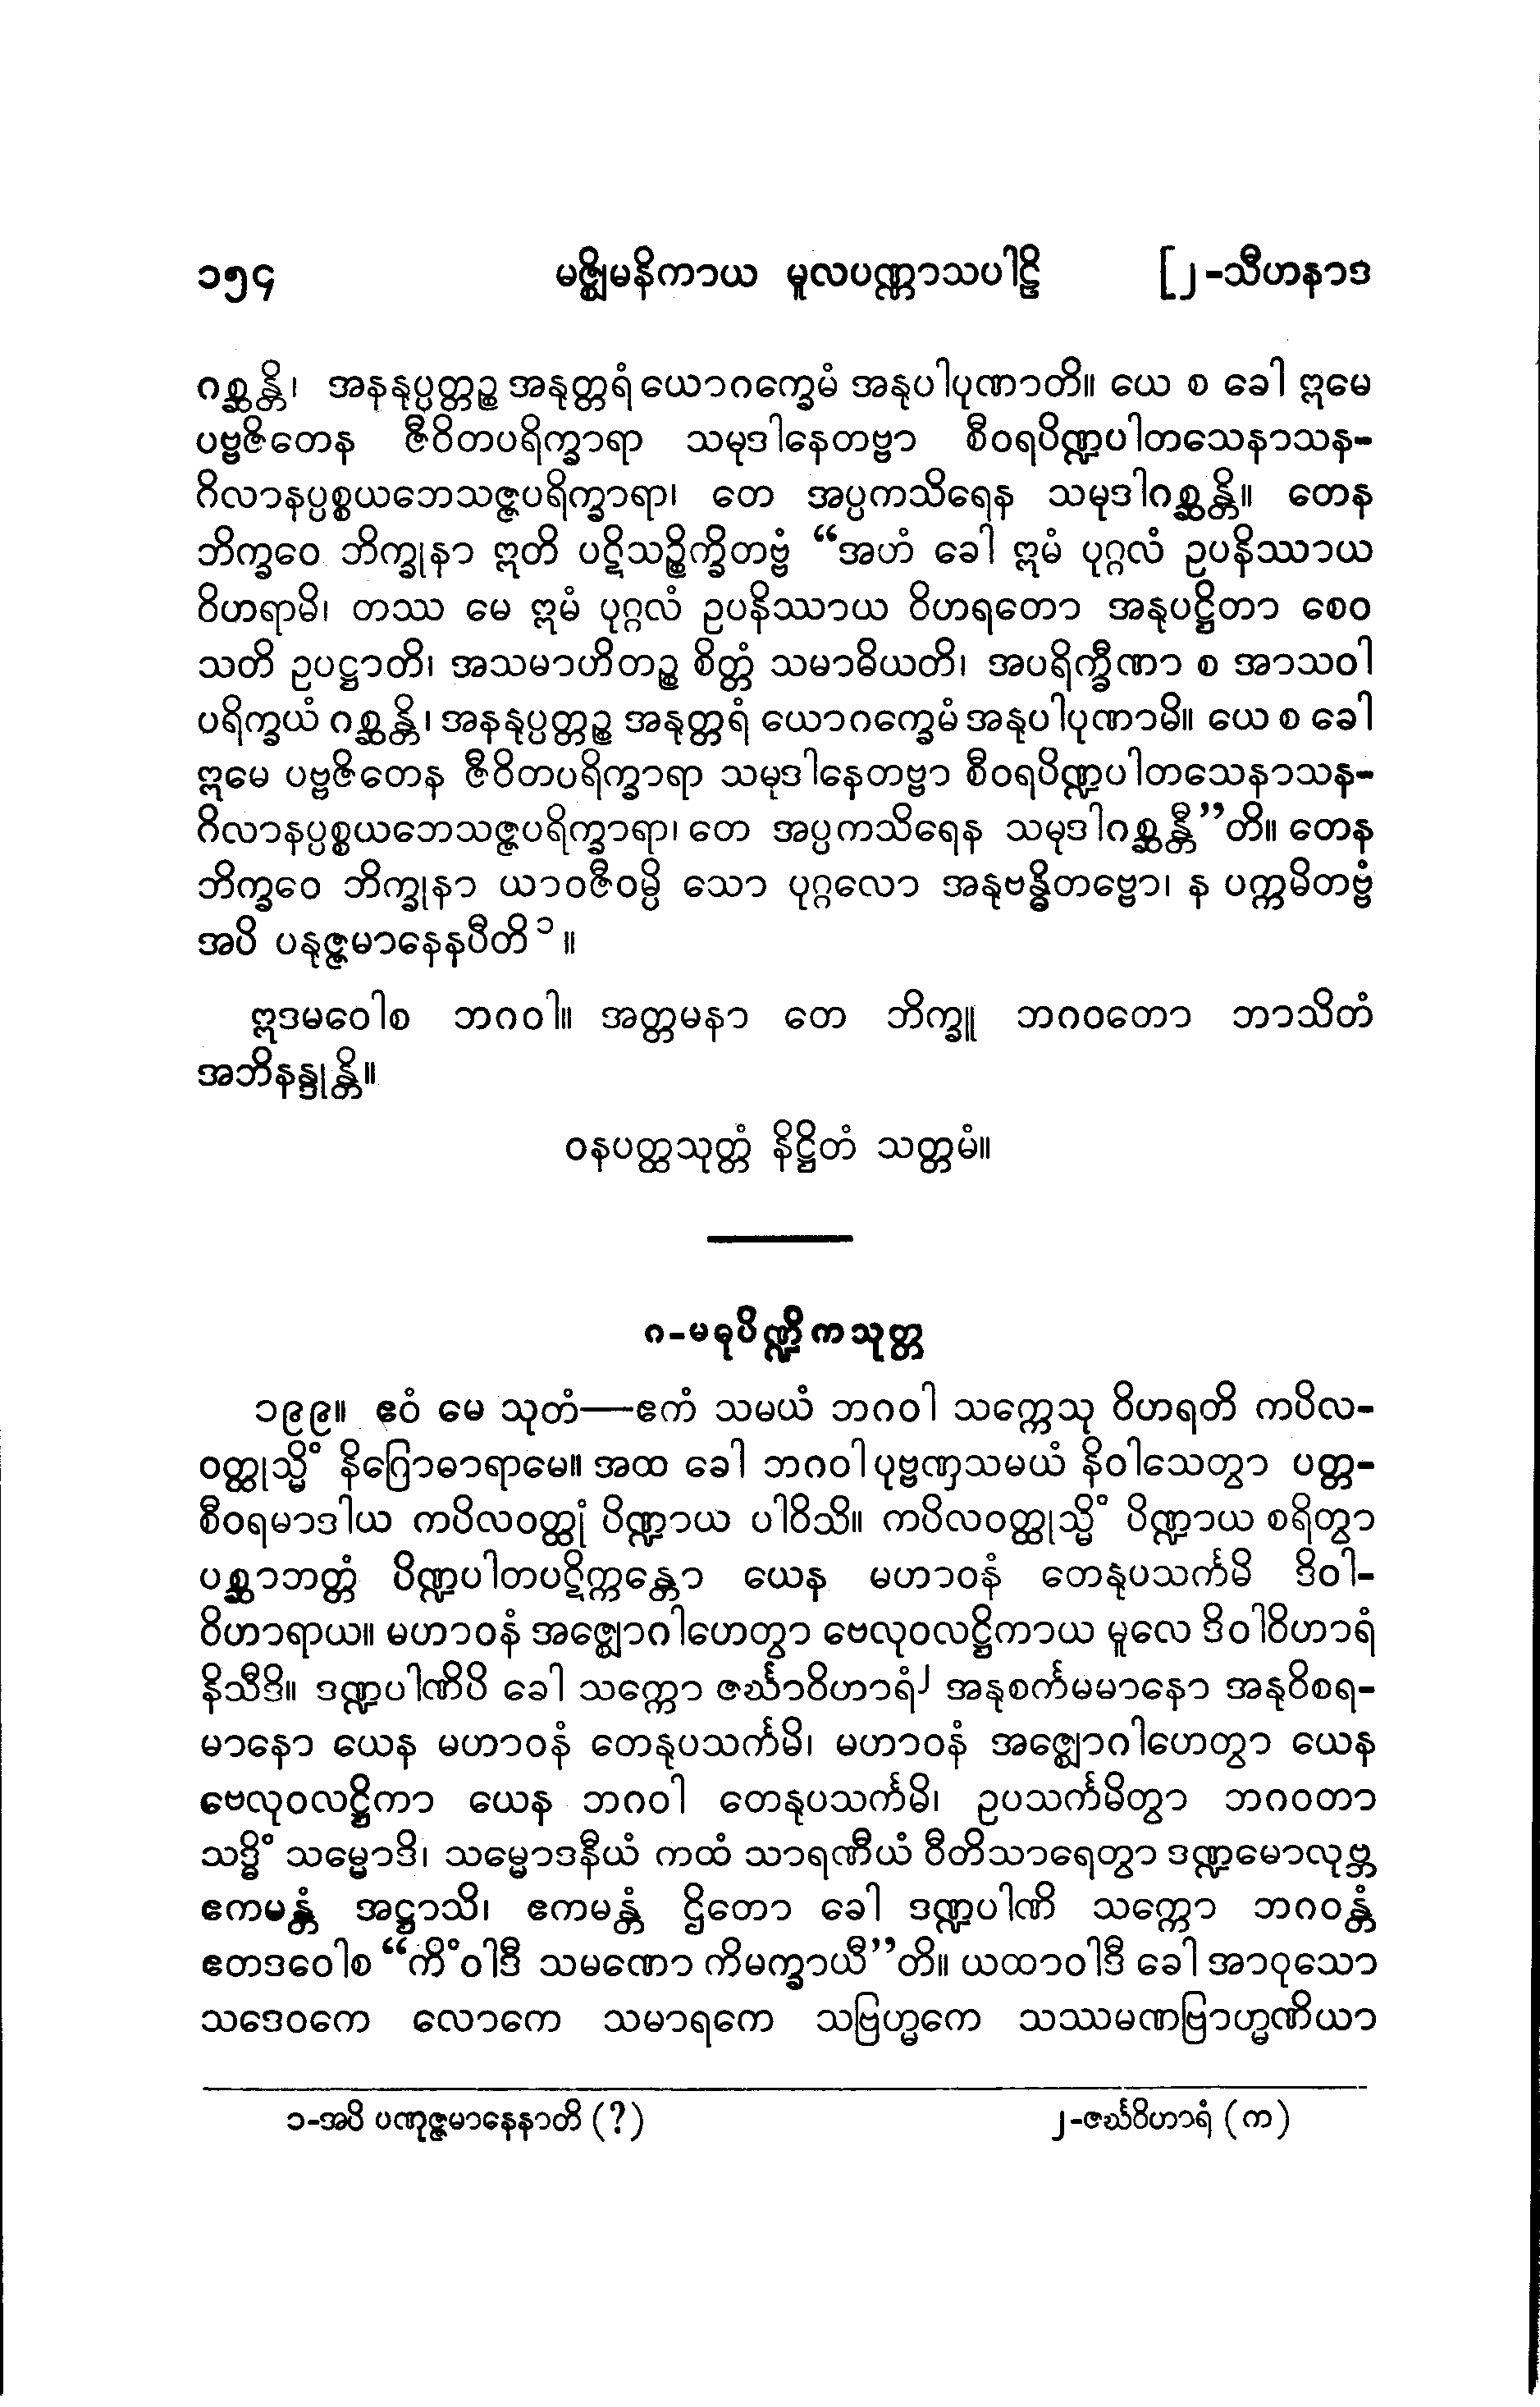 ၁၅၄ မဇ္ဈိမနိကာယ မူလပဏ္ဏာသပါဠိ [၂-သီဟနာဒ
ဂစ္ဆန္တိ၊ အနနုပ္ပတ္တဉ္စ အနုတ္တရံ ယောဂက္ခေမံ အနုပါပုဏာတိ။ ယေ စ ခေါ ဣမေ
ပဗ္ဗဇိတေန ဇီဝိတပရိက္ခာရာ သမုဒါနေတဗ္ဗာ စီဝရပိဏ္ဍပါတသေနာသန-
ဂိလာနပ္ပစ္စယဘေသဇ္ဇပရိက္ခာရာ၊ တေ အပ္ပကသိရေန သမုဒါဂစ္ဆန္တိ။ တေန
ဘိက္ခဝေ ဘိက္ခုနာ ဣတိ ပဋိသဉ္စိက္ခိတဗ္ဗံ “အဟံ ခေါ ဣမံ ပုဂ္ဂလံ ဥပနိဿာယ
ဝိဟရာမိ၊ တဿ မေ ဣမံ ပုဂ္ဂလံ ဥပနိဿာယ ဝိဟရတော အနုပဋ္ဌိတာ စေဝ
သတိ ဥပဋ္ဌာတိ၊ အသမာဟိတဉ္စ စိတ္တံ သမာဓိယတိ၊ အပရိက္ခီဏာ စ အာသဝါ
ပရိက္ခယံ ဂစ္ဆန္တိ၊ အနနုပ္ပတ္တဉ္စ အနုတ္တရံ ယောဂက္ခေမံ အနုပါပုဏာမိ။ ယေ စ ခေါ
ဣမေ ပဗ္ဗဇိတေန ဇီဝိတပရိက္ခာရာ သမုဒါနေတဗ္ဗာ စီဝရပိဏ္ဍပါတသေနာသန-
ဂိလာနပ္ပစ္စယဘေသဇ္ဇပရိက္ခာရာ၊ တေ အပ္ပကသိရေန သမုဒါဂစ္ဆန္တီ”တိ။ တေန
ဘိက္ခဝေ ဘိက္ခုနာ ယာဝဇီဝမ္ပိ သော ပုဂ္ဂလော အနုဗန္ဓိတဗ္ဗော၊ န ပက္ကမိတဗ္ဗံ
အပိ ပနုဇ္ဇမာနေနပီတိ ၁ ။
ဣဒမဝေါစ ဘဂဝါ။ အတ္တမနာ တေ ဘိက္ခူ ဘဂဝတော ဘာသိတံ
အဘိနန္ဒုန္တိ။
ဝနပတ္ထသုတ္တံ နိဋ္ဌိတံ သတ္တမံ။
ဂ-မဓုပိဏ္ဍိကသုတ္တ
၁၉၉။ ဧဝံ မေ သုတံ—ဧကံ သမယံ ဘဂဝါ သက္ကေသု ဝိဟရတိ ကပိလ-
ဝတ္ထုသ္မိံ နိဂြောဓာရာမေ။ အထ ခေါ ဘဂဝါ ပုဗ္ဗဏှသမယံ နိဝါသေတွာ ပတ္တ-
စီဝရမာဒါယ ကပိလဝတ္ထုံ ပိဏ္ဍာယ ပါဝိသိ။ ကပိလဝတ္ထုသ္မိံ ပိဏ္ဍာယ စရိတွာ
ပစ္ဆာဘတ္တံ ပိဏ္ဍပါတပဋိက္ကန္တော ယေန မဟာဝနံ တေနုပသင်္ကမိ ဒိဝါ-
ဝိဟာရာယ။ မဟာဝနံ အဇ္ဈောဂါဟေတွာ ဗေလုဝလဋ္ဌိကာယ မူလေ ဒိဝါဝိဟာရံ
နိသီဒိ။ ဒဏ္ဍပါဏိပိ ခေါ သက္ကော ဇင်္ဃာဝိဟာရံ၂ အနုစင်္ကမမာနော အနုဝိစရ-
မာနော ယေန မဟာဝနံ တေနုပသင်္ကမိ၊ မဟာဝနံ အဇ္ဈောဂါဟေတွာ ယေန
ဗေလုဝလဋ္ဌိကာ ယေန ဘဂဝါ တေနုပသင်္ကမိ၊ ဥပသင်္ကမိတွာ ဘဂဝတာ
သဒ္ဓိံ သမ္မောဒိ၊ သမ္မောဒနီယံ ကထံ သာရဏီယံ ဝီတိသာရေတွာ ဒဏ္ဍမောလုဗ္ဘ
ဧကမန္တံ အဋ္ဌာသိ၊ ဧကမန္တံ ဌိတော ခေါ ဒဏ္ဍပါဏိ သက္ကော ဘဂဝန္တံ
ဧတဒဝေါစ “ကိံဝါဒီ သမဏော ကိမက္ခာယီ”တိ။ ယထာဝါဒီ ခေါ အာဝုသော
သဒေဝကေ လောကေ သမာရကေ သဗြဟ္မကေ သဿမဏဗြာဟ္မဏိယာ
၁-အပိ ပဏုဇ္ဇမာနေနာတိ (?) ၂-ဇင်္ဃဝိဟာရံ (က)